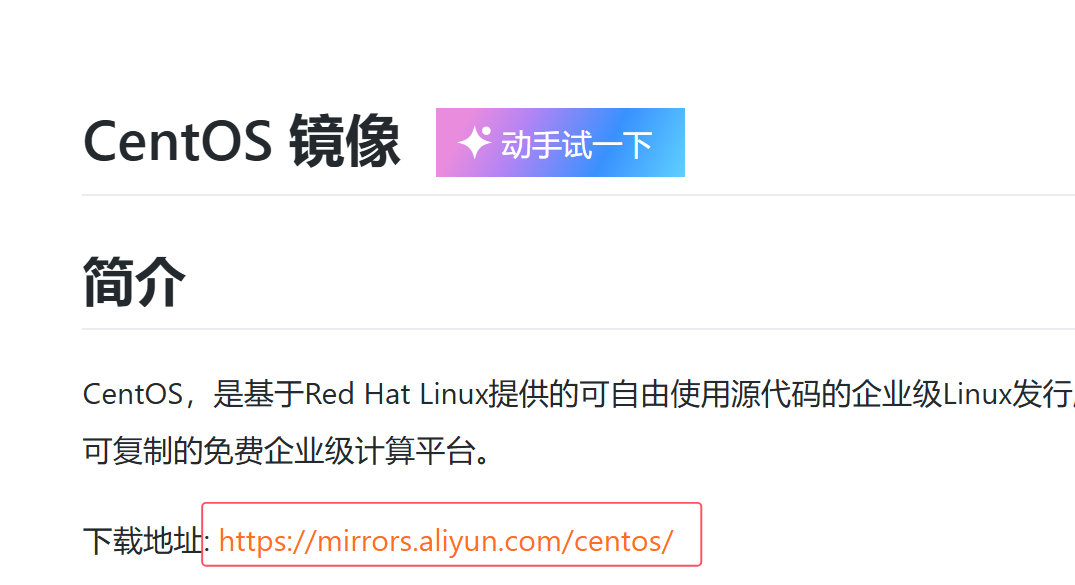 CentOS 镜像 动手试一下
简介
CentOS，是基于Red Hat Linux提供的可自由使用源代码的企业级Linux发行
可复制的免费企业级计算平台。
下载地址: https://mirrors.aliyun.com/centos/